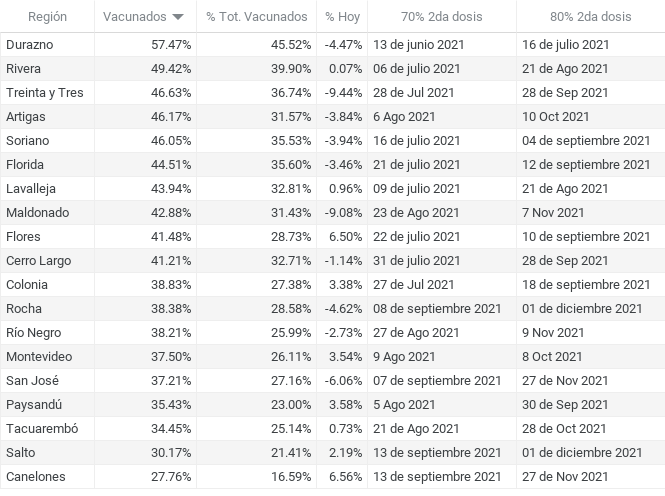 Región Vacunados % Tot. Vacunados % Hoy 70% 2da dosis 80% 2da dosis
Durazno 57.47% 45.52% -4.47% 13 de junio 2021 16 de julio 2021
Rivera 49.42% 39.90% 0.07% 06 de julio 2021 21 de Ago 2021
Treinta y Tres 46.63% 36.74% -9.44% 28 de Jul 2021 28 de Sep 2021
Artigas 46.17% 31.57% -3.84% 6 Ago 2021 10 Oct 2021
Soriano 46.05% 35.53% -3.94% 16 de julio 2021 04 de septiembre 2021
Florida 44.51% 35.60% -3.46% 21 de julio 2021 12 de septiembre 2021
Lavalleja 43.94% 32.81% 0.96% 09 de julio 2021 21 de Ago 2021
Maldonado 42.88% 31.43% -9.08% 23 de Ago 2021 7 Nov 2021
Flores 41.48% 28.73% 6.50% 22 de julio 2021 10 de septiembre 2021
Cerro Largo 41.21% 32.71% -1.14% 31 de julio 2021 28 de Sep 2021
Colonia 38.83% 27.38% 3.38% 27 de Jul 2021 18 de septiembre 2021
Rocha 38.38% 28.58% -4.62% 08 de septiembre 2021 01 de diciembre 2021
Río Negro 38.21% 25.99% -2.73% 27 de Ago 2021 9 Nov 2021
Montevideo 37.50% 26.11% 3.54% 9 Ago 2021 8 Oct 2021
San José 37.21% 27.16% -6.06% 07 de septiembre 2021 27 de Nov 2021
Paysandú 35.43% 23.00% 3.58% 5 Ago 2021 30 de Sep 2021
Tacuarembó 34.45% 25.14% 0.73% 21 de Ago 2021 28 de Oct 2021
Salto 30.17% 21.41% 2.19% 13 de septiembre 2021 01 de diciembre 2021
Canelones 27.76% 16.59% 6.56% 13 de septiembre 2021 27 de Nov 2021